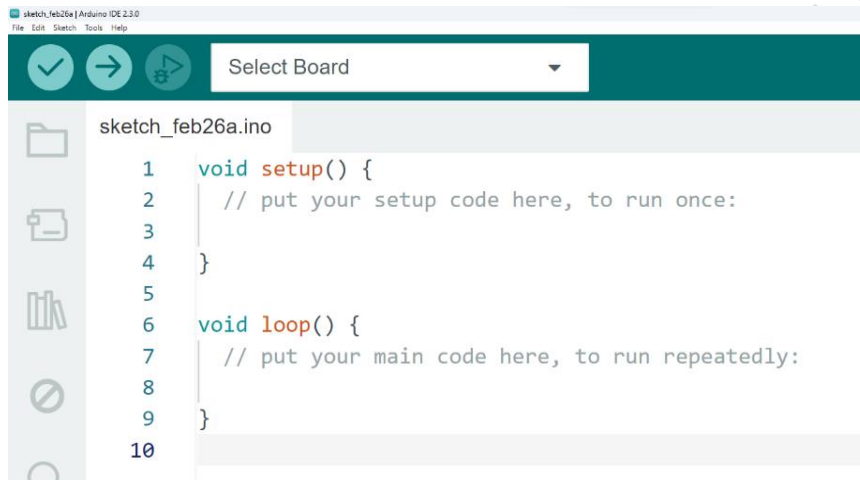 sketch_feb26a | Arduino IDE 2.3.0
File Edit Sketch Tools Help
Select Board
sketch_feb26a.ino
1 void setup() {
2 // put your setup code here, to run once:
3
4 }
5
6 void loop() {
7 // put your main code here, to run repeatedly:
8
9 }
10